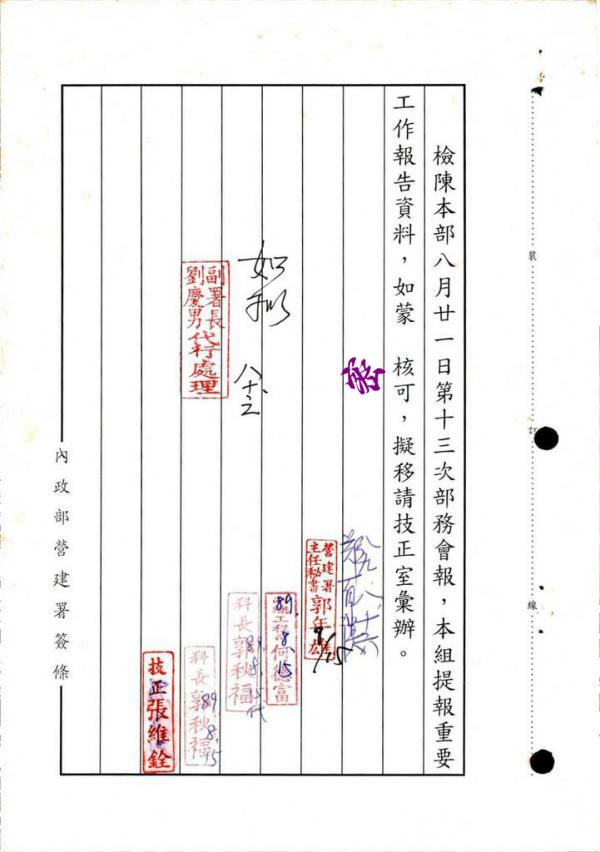 檢陳本部八月廿一日第十三次部務會報，本組提報重要
工作報告資料，如蒙　核可，擬移請技正室彙辦。
營建署
主任秘書郭年雄
8/15
總工程司何德富
89.8.15
科長郭秋福
如擬
科長郭秋福
89.8.15
副署長
劉慶男代行處理
技正張維銓
內政部營建署簽條
裝
訂
線